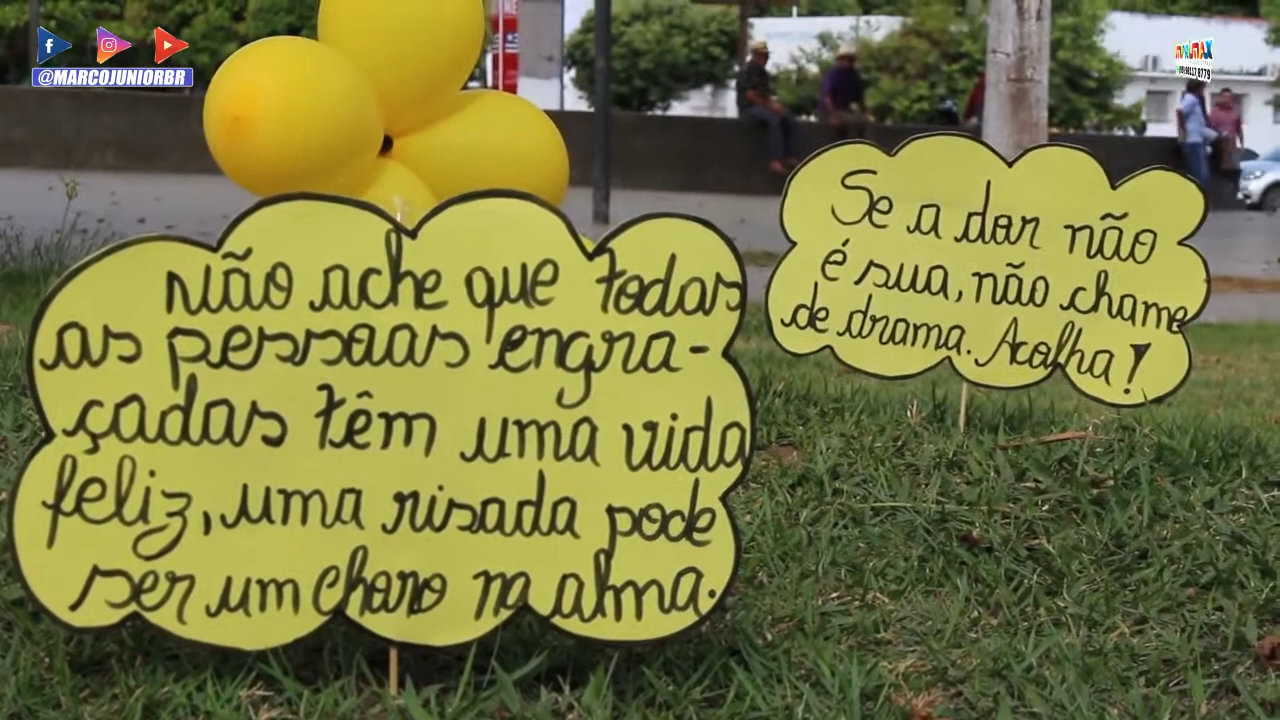 @MARCOJUNIORBR
Não ache que todas
as pessoas engra-
çadas têm uma vida
feliz, uma risada pode
ser um choro na alma.
Se a dor não
é sua, não chame
de drama. Acolha!